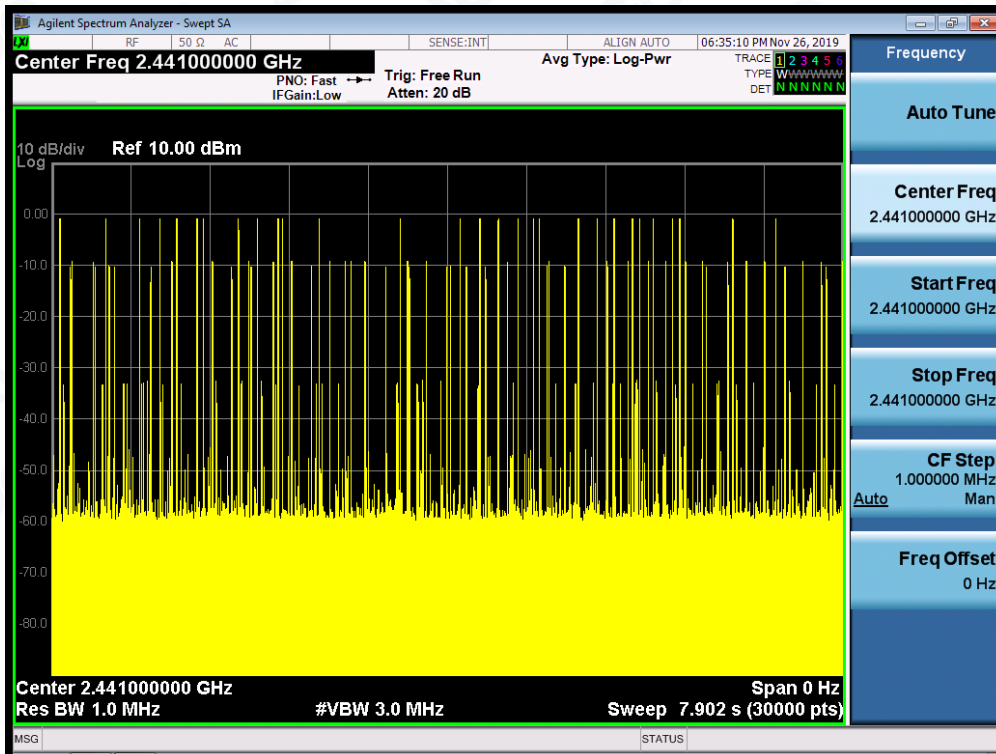 Agilent Spectrum Analyzer - Swept SA
LXI RF 50 Ω AC SENSE:INT ALIGN AUTO 06:35:10 PM Nov 26, 2019
Center Freq 2.441000000 GHz
PNO: Fast
IFGain:Low
Trig: Free Run
Atten: 20 dB
Avg Type: Log-Pwr
TRACE 1 2 3 4 5 6
TYPE WWWWWW
DET N N N N N N
10 dB/div
Log
Ref 10.00 dBm
0.00
-10.0
-20.0
-30.0
-40.0
-50.0
-60.0
-70.0
-80.0
Center 2.441000000 GHz
Span 0 Hz
Res BW 1.0 MHz
#VBW 3.0 MHz
Sweep 7.902 s (30000 pts)
MSG
STATUS
Frequency
Auto Tune
Center Freq
2.441000000 GHz
Start Freq
2.441000000 GHz
Stop Freq
2.441000000 GHz
CF Step
1.000000 MHz
Auto Man
Freq Offset
0 Hz